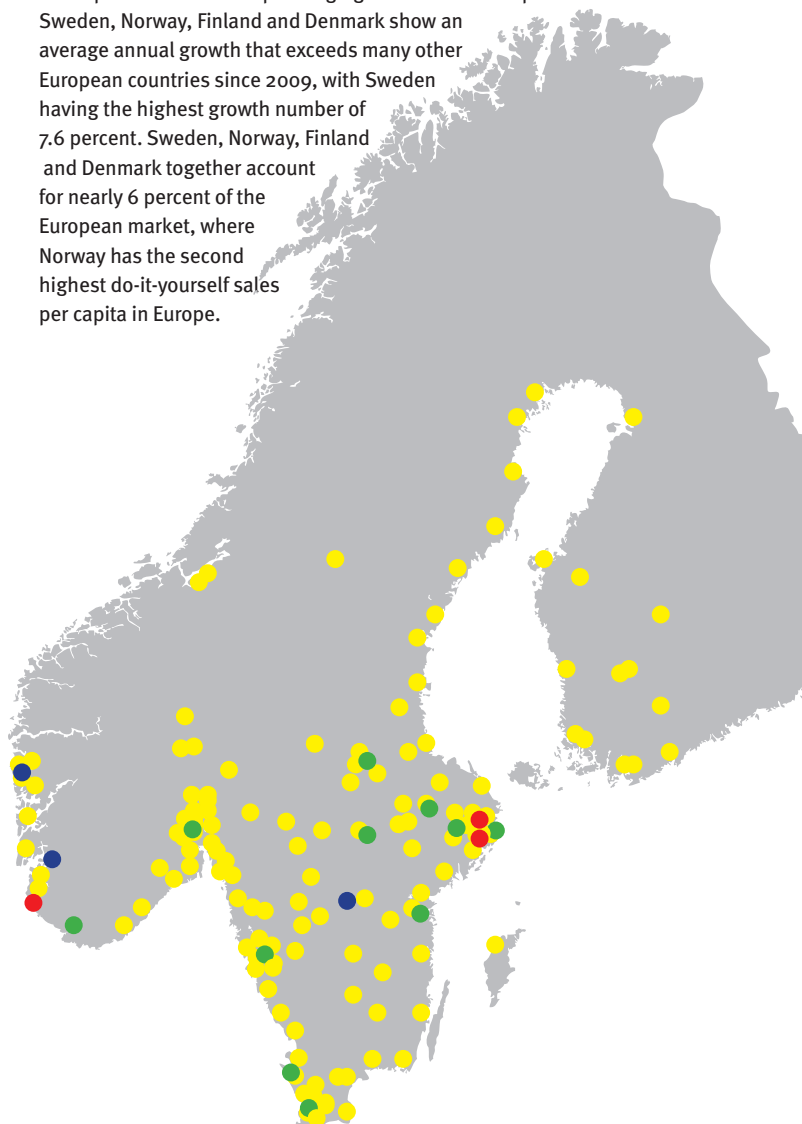 Sweden, Norway, Finland and Denmark show an
average annual growth that exceeds many other
European countries since 2009, with Sweden
having the highest growth number of
7.6 percent. Sweden, Norway, Finland
and Denmark together account
for nearly 6 percent of the
European market, where
Norway has the second
highest do-it-yourself sales
per capita in Europe.